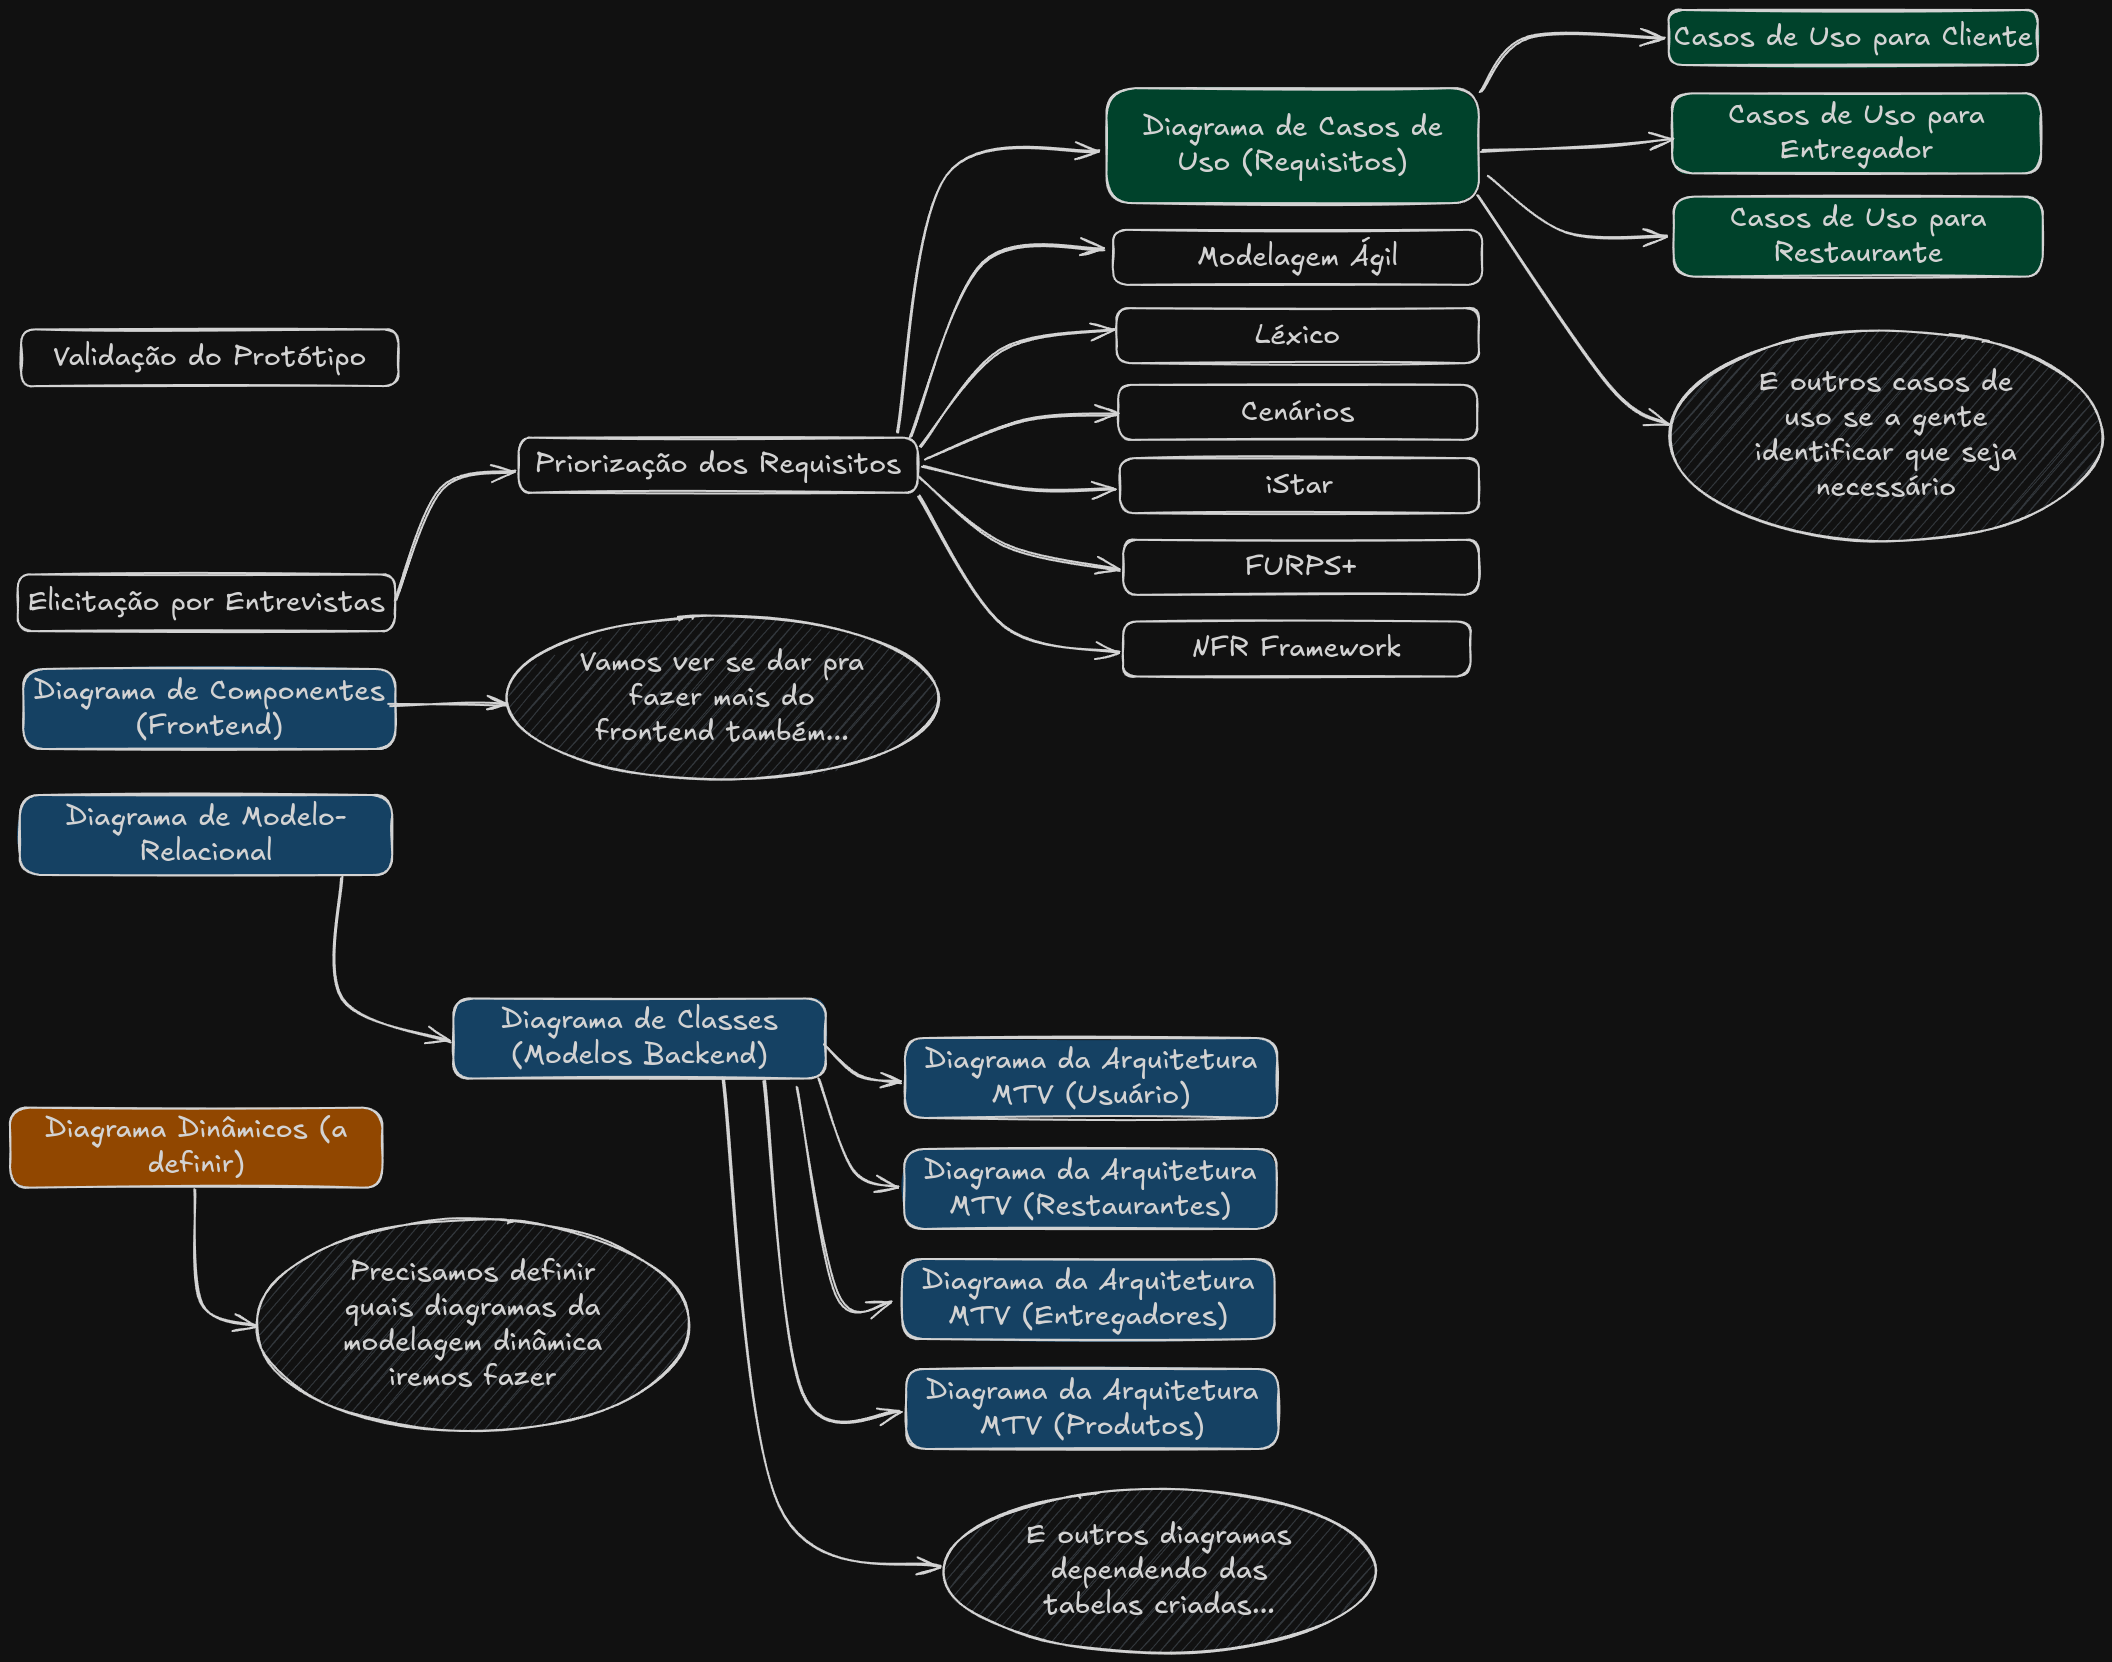 Casos de Uso para Cliente
Diagrama de Casos de
Uso (Requisitos)
Casos de Uso para
Entregador
Casos de Uso para
Restaurante
Modelagem Ágil
Léxico
Validação do Protótipo
Cenários
E outros casos de
uso se a gente
identificar que seja
necessário
Priorização dos Requisitos
iStar
FURPS+
Elicitação por Entrevistas
NFR Framework
Diagrama de Componentes
(Frontend)
Vamos ver se dar pra
fazer mais do
frontend também...
Diagrama de Modelo-
Relacional
Diagrama de Classes
(Modelos Backend)
Diagrama da Arquitetura
MTV (Usuário)
Diagrama Dinâmicos (a
definir)
Diagrama da Arquitetura
MTV (Restaurantes)
Precisamos definir
quais diagramas da
modelagem dinâmica
iremos fazer
Diagrama da Arquitetura
MTV (Entregadores)
Diagrama da Arquitetura
MTV (Produtos)
E outros diagramas
dependendo das
tabelas criadas...